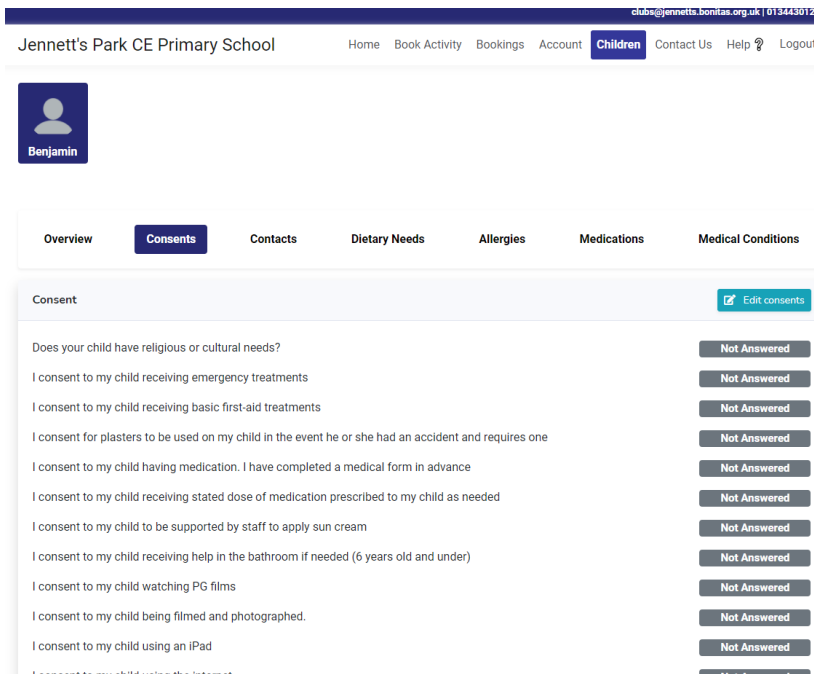 clubs@jennetts.bonitas.org.uk | 013443012
Jennett's Park CE Primary School Home Book Activity Bookings Account Children Contact Us Help ? Logout
Benjamin
Overview Consents Contacts Dietary Needs Allergies Medications Medical Conditions
Consent Edit consents
Does your child have religious or cultural needs? Not Answered
I consent to my child receiving emergency treatments Not Answered
I consent to my child receiving basic first-aid treatments Not Answered
I consent for plasters to be used on my child in the event he or she had an accident and requires one Not Answered
I consent to my child having medication. I have completed a medical form in advance Not Answered
I consent to my child receiving stated dose of medication prescribed to my child as needed Not Answered
I consent to my child to be supported by staff to apply sun cream Not Answered
I consent to my child receiving help in the bathroom if needed (6 years old and under) Not Answered
I consent to my child watching PG films Not Answered
I consent to my child being filmed and photographed. Not Answered
I consent to my child using an iPad Not Answered
I consent to my child using the internet Not Answered